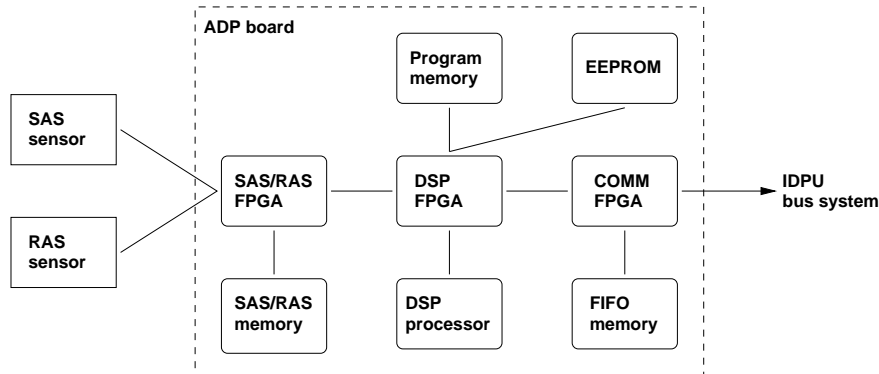 ADP board
Program
memory
EEPROM
SAS
sensor
SAS/RAS
FPGA
DSP
FPGA
COMM
FPGA
IDPU
bus system
RAS
sensor
SAS/RAS
memory
DSP
processor
FIFO
memory